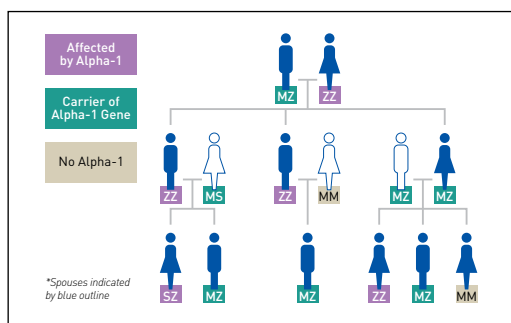 Affected
by Alpha-1
Carrier of
Alpha-1 Gene
No Alpha-1
MZ ZZ
ZZ MS ZZ MM MZ MZ
SZ MZ MZ ZZ MZ MM
*Spouses indicated
by blue outline